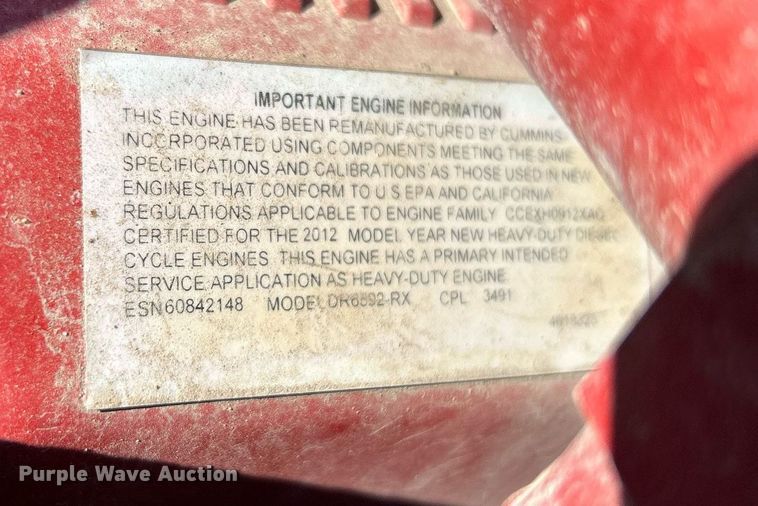 IMPORTANT ENGINE INFORMATION
THIS ENGINE HAS BEEN REMANUFACTURED BY CUMMINS
INCORPORATED USING COMPONENTS MEETING THE SAME
SPECIFICATIONS AND CALIBRATIONS AS THOSE USED IN NEW
ENGINES THAT CONFORM TO U S EPA AND CALIFORNIA
REGULATIONS APPLICABLE TO ENGINE FAMILY
CERTIFIED FOR THE 2012 MODEL YEAR NEW HEAVY-DUTY DIESEL
CYCLE ENGINES. THIS ENGINE HAS A PRIMARY INTENDED
SERVICE APPLICATION AS HEAVY-DUTY ENGINE
ESN 60842148 MODEL CPL 3491
Purple Wave Auction